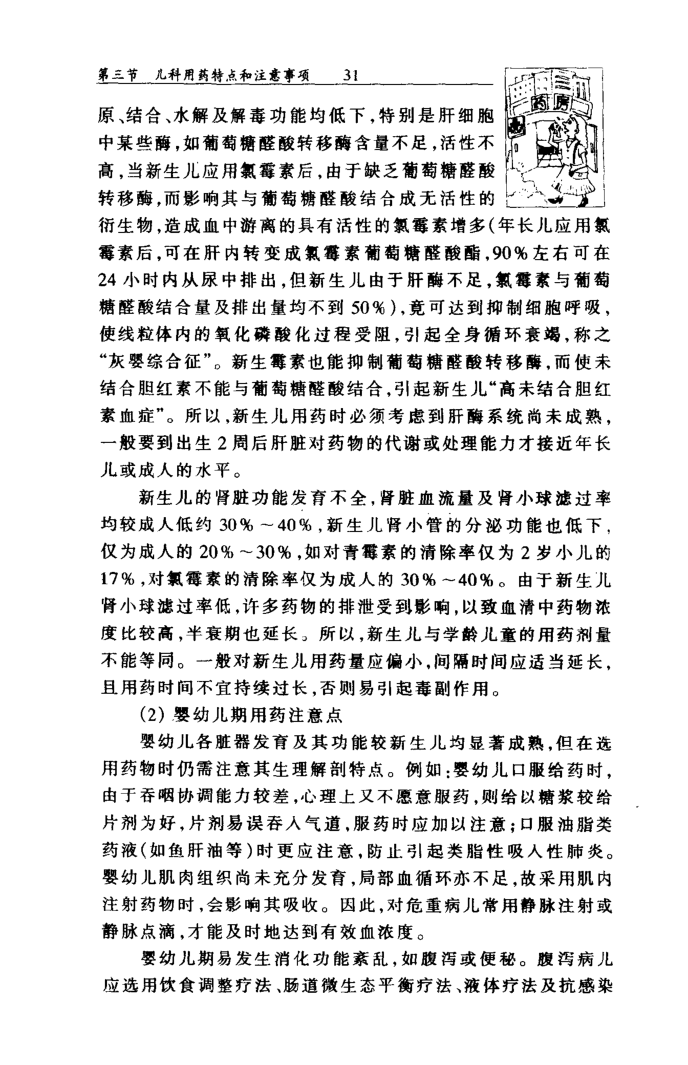 第三节 儿科用药特点和注意事项 31
药房
原、结合、水解及解毒功能均低下,特别是肝细胞
中某些酶,如葡萄糖醛酸转移酶含量不足,活性不
高,当新生儿应用氯霉素后,由于缺乏葡萄糖醛酸
转移酶,而影响其与葡萄糖醛酸结合成无活性的
衍生物,造成血中游离的具有活性的氯霉素增多(年长儿应用氯
霉素后,可在肝内转变成氯霉素葡萄糖醛酸酯,90%左右可在
24 小时内从尿中排出,但新生儿由于肝酶不足,氯霉素与葡萄
糖醛酸结合量及排出量均不到 50%),竟可达到抑制细胞呼吸,
使线粒体内的氧化磷酸化过程受阻,引起全身循环衰竭,称之
“灰婴综合征”。新生霉素也能抑制葡萄糖醛酸转移酶,而使未
结合胆红素不能与葡萄糖醛酸结合,引起新生儿“高未结合胆红
素血症”。所以,新生儿用药时必须考虑到肝酶系统尚未成熟,
一般要到出生 2 周后肝脏对药物的代谢或处理能力才接近年长
儿或成人的水平。
新生儿的肾脏功能发育不全,肾脏血流量及肾小球滤过率
均较成人低约 30%～40%,新生儿肾小管的分泌功能也低下,
仅为成人的 20%～30%,如对青霉素的清除率仅为 2 岁小儿的
17%,对氯霉素的清除率仅为成人的 30%～40%。由于新生儿
肾小球滤过率低,许多药物的排泄受到影响,以致血清中药物浓
度比较高,半衰期也延长。所以,新生儿与学龄儿童的用药剂量
不能等同。一般对新生儿用药量应偏小,间隔时间应适当延长,
且用药时间不宜持续过长,否则易引起毒副作用。
(2) 婴幼儿期用药注意点
婴幼儿各脏器发育及其功能较新生儿均显著成熟,但在选
用药物时仍需注意其生理解剖特点。例如:婴幼儿口服给药时,
由于吞咽协调能力较差,心理上又不愿意服药,则给以糖浆较给
片剂为好,片剂易误吞入气道,服药时应加以注意;口服油脂类
药液(如鱼肝油等)时更应注意,防止引起类脂性吸入性肺炎。
婴幼儿肌肉组织尚未充分发育,局部血循环亦不足,故采用肌内
注射药物时,会影响其吸收。因此,对危重病儿常用静脉注射或
静脉点滴,才能及时地达到有效血浓度。
婴幼儿期易发生消化功能紊乱,如腹泻或便秘。腹泻病儿
应选用饮食调整疗法、肠道微生态平衡疗法、液体疗法及抗感染